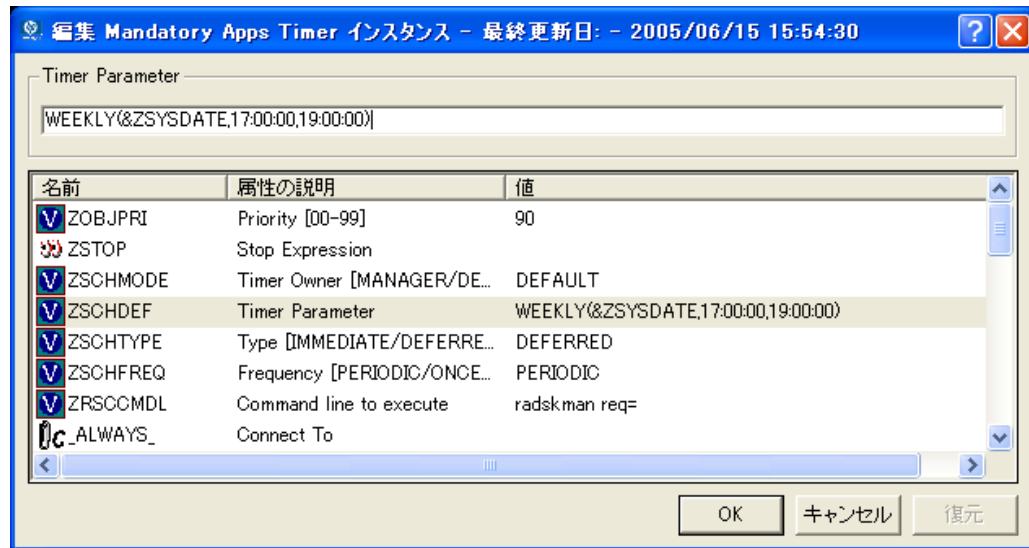 編集 Mandatory Apps Timer インスタンス - 最終更新日: - 2005/06/15 15:54:30
Timer Parameter
WEEKLY(&ZSYSDATE,17:00:00,19:00:00)
名前 属性の説明 値
V ZOBJPRI Priority [00-99] 90
ZSTOP Stop Expression
V ZSCHMODE Timer Owner [MANAGER/DE... DEFAULT
V ZSCHDEF Timer Parameter WEEKLY(&ZSYSDATE,17:00:00,19:00:00)
V ZSCHTYPE Type [IMMEDIATE/DEFERRE... DEFERRED
V ZSCHFREQ Frequency [PERIODIC/ONCE... PERIODIC
V ZRSCCMDL Command line to execute radskman req=
_ALWAYS_ Connect To
OK キャンセル 復元